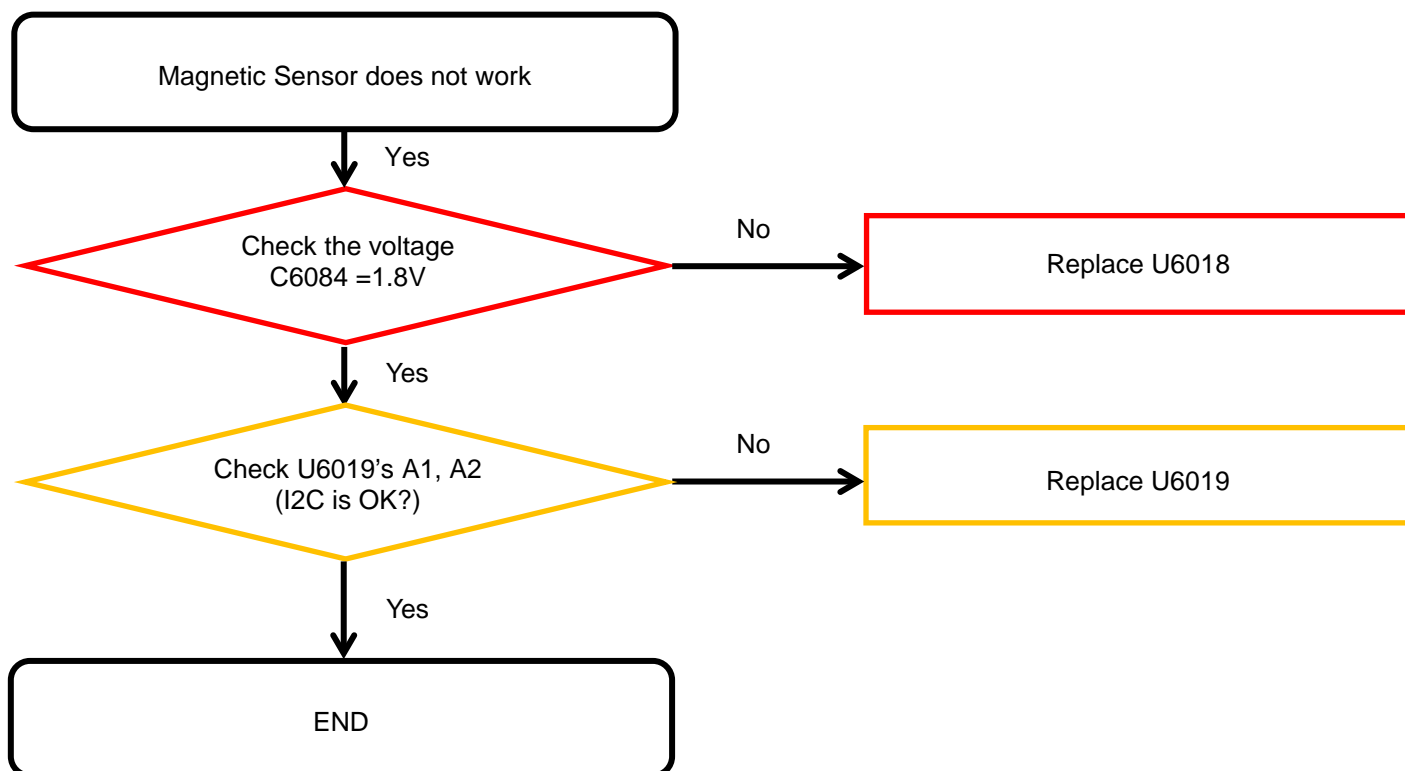 Magnetic Sensor does not work
Yes
Check the voltage
C6084 =1.8V
No
Replace U6018
Yes
Check U6019’s A1, A2
(I2C is OK?)
No
Replace U6019
Yes
END